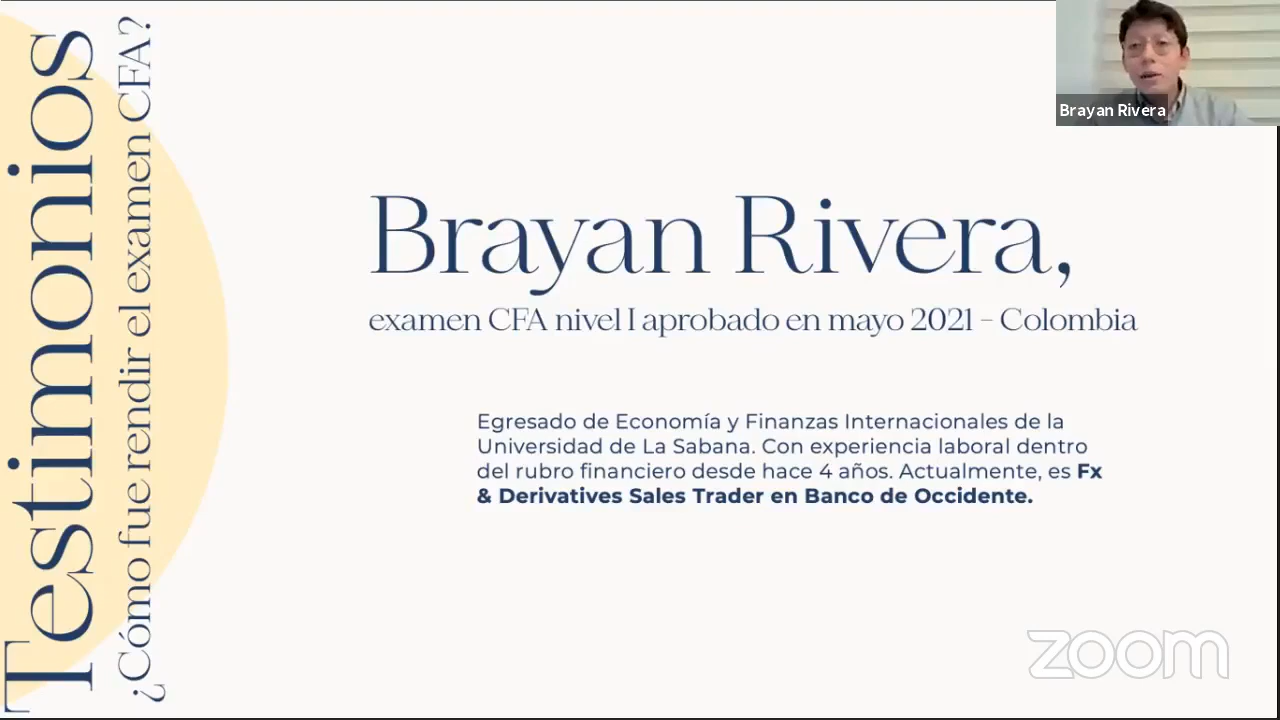 Testimonios
¿Cómo fue rendir el examen CFA?
Brayan Rivera
Brayan Rivera,
examen CFA nivel I aprobado en mayo 2021 – Colombia
Egresado de Economía y Finanzas Internacionales de la
Universidad de La Sabana. Con experiencia laboral dentro
del rubro financiero desde hace 4 años. Actualmente, es Fx
& Derivatives Sales Trader en Banco de Occidente.
zoom